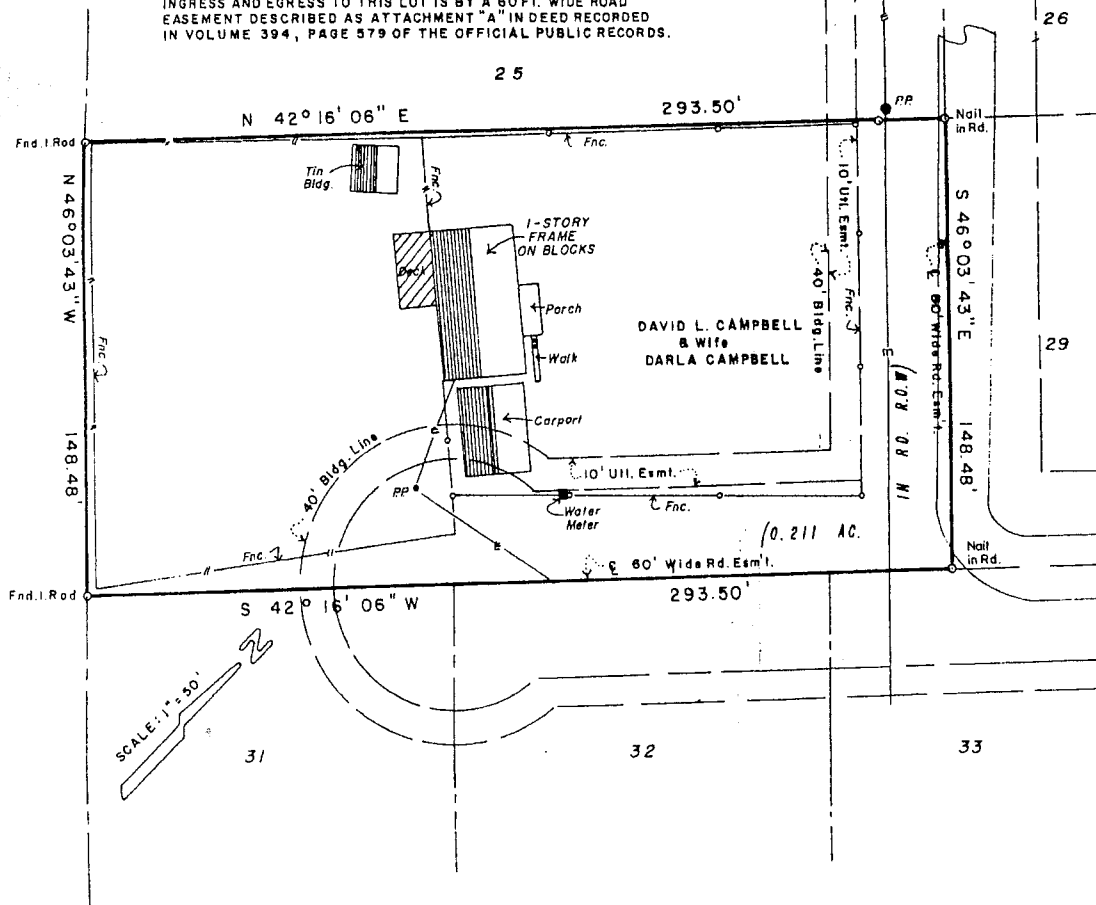 INGRESS AND EGRESS TO THIS LOT IS BY A 60 FT. WIDE ROAD
EASEMENT DESCRIBED AS ATTACHMENT "A" IN DEED RECORDED
IN VOLUME 394, PAGE 579 OF THE OFFICIAL PUBLIC RECORDS.
26
25
N 42° 16' 06" E
293.50'
P.P.
Nail
in Rd.
Fnd. I. Rod
Fnc.
Tin
Bldg.
Fnc.
10' Utl. Esmt.
N 46° 03' 43" W
S 46° 03' 43" E
1-STORY
FRAME
ON BLOCKS
Deck
Porch
Walk
DAVID L. CAMPBELL
& Wife
DARLA CAMPBELL
40' Bldg. Line
Fnc.
E
60' Wide Rd. Esm't.
29
Fnc.
Carport
IN RD. R.O.W.)
148.48'
148.48'
40' Bldg. Line
E
10' Utl. Esmt.
P.P.
Water
Meter
Fnc.
(0.211 AC.
Fnc.
E
℄ 60' Wide Rd. Esm't.
Nail
in Rd.
Fnd. I. Rod
S 42° 16' 06" W
293.50'
N
SCALE: 1" = 50'
31
32
33